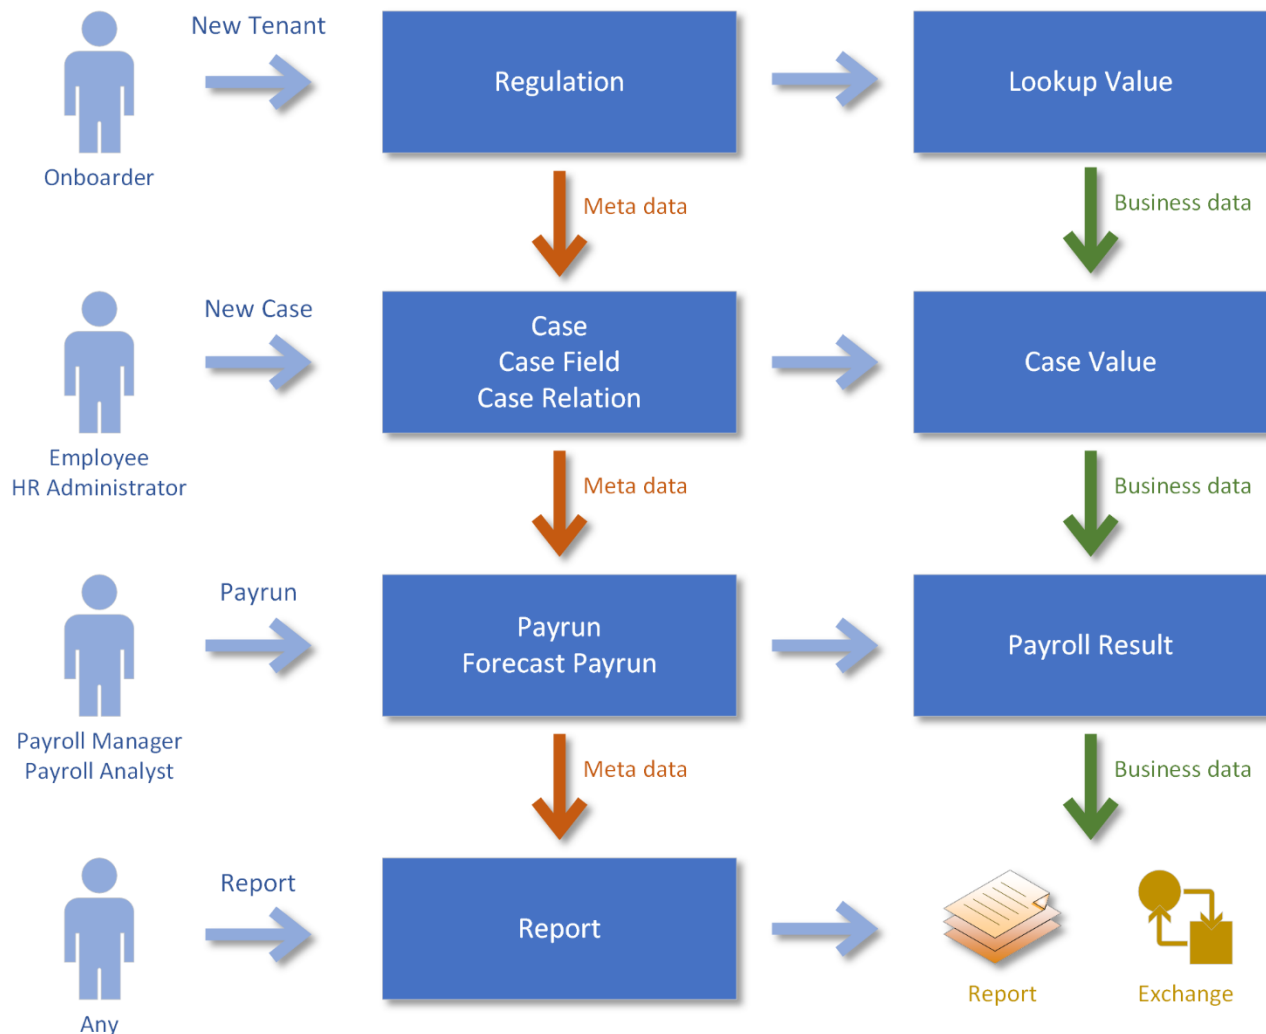 New Tenant
Regulation
Lookup Value
Onboarder
Meta data
Business data
New Case
Case
Case Field
Case Relation
Case Value
Employee
HR Administrator
Meta data
Business data
Payrun
Payrun
Forecast Payrun
Payroll Result
Payroll Manager
Payroll Analyst
Meta data
Business data
Report
Report
Report
Exchange
Any